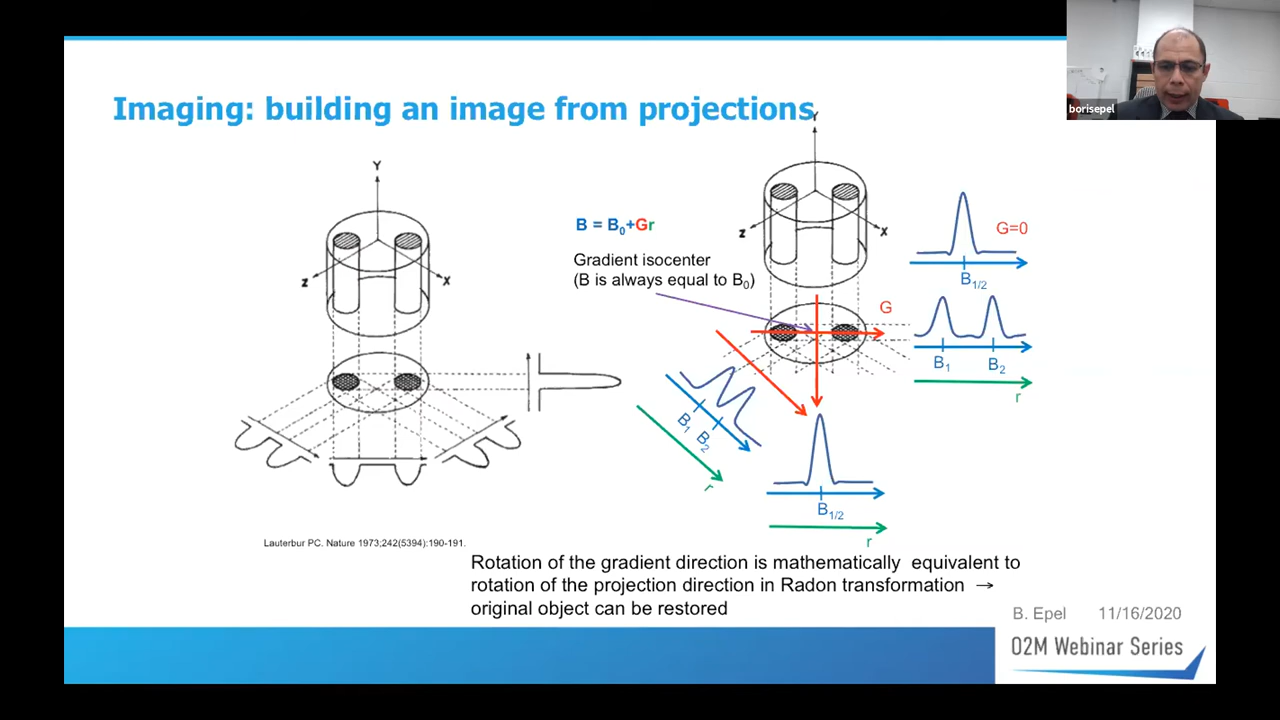 borisepel
Imaging: building an image from projections
Y
Z
X
B = B0+Gr
Gradient isocenter
(B is always equal to B0)
Y
Z
X
G=0
B1/2
G
B1
B2
r
B1
B2
r
B1/2
r
Lauterbur PC. Nature 1973;242(5394):190-191.
Rotation of the gradient direction is mathematically equivalent to
rotation of the projection direction in Radon transformation →
original object can be restored
B. Epel 11/16/2020
O2M Webinar Series